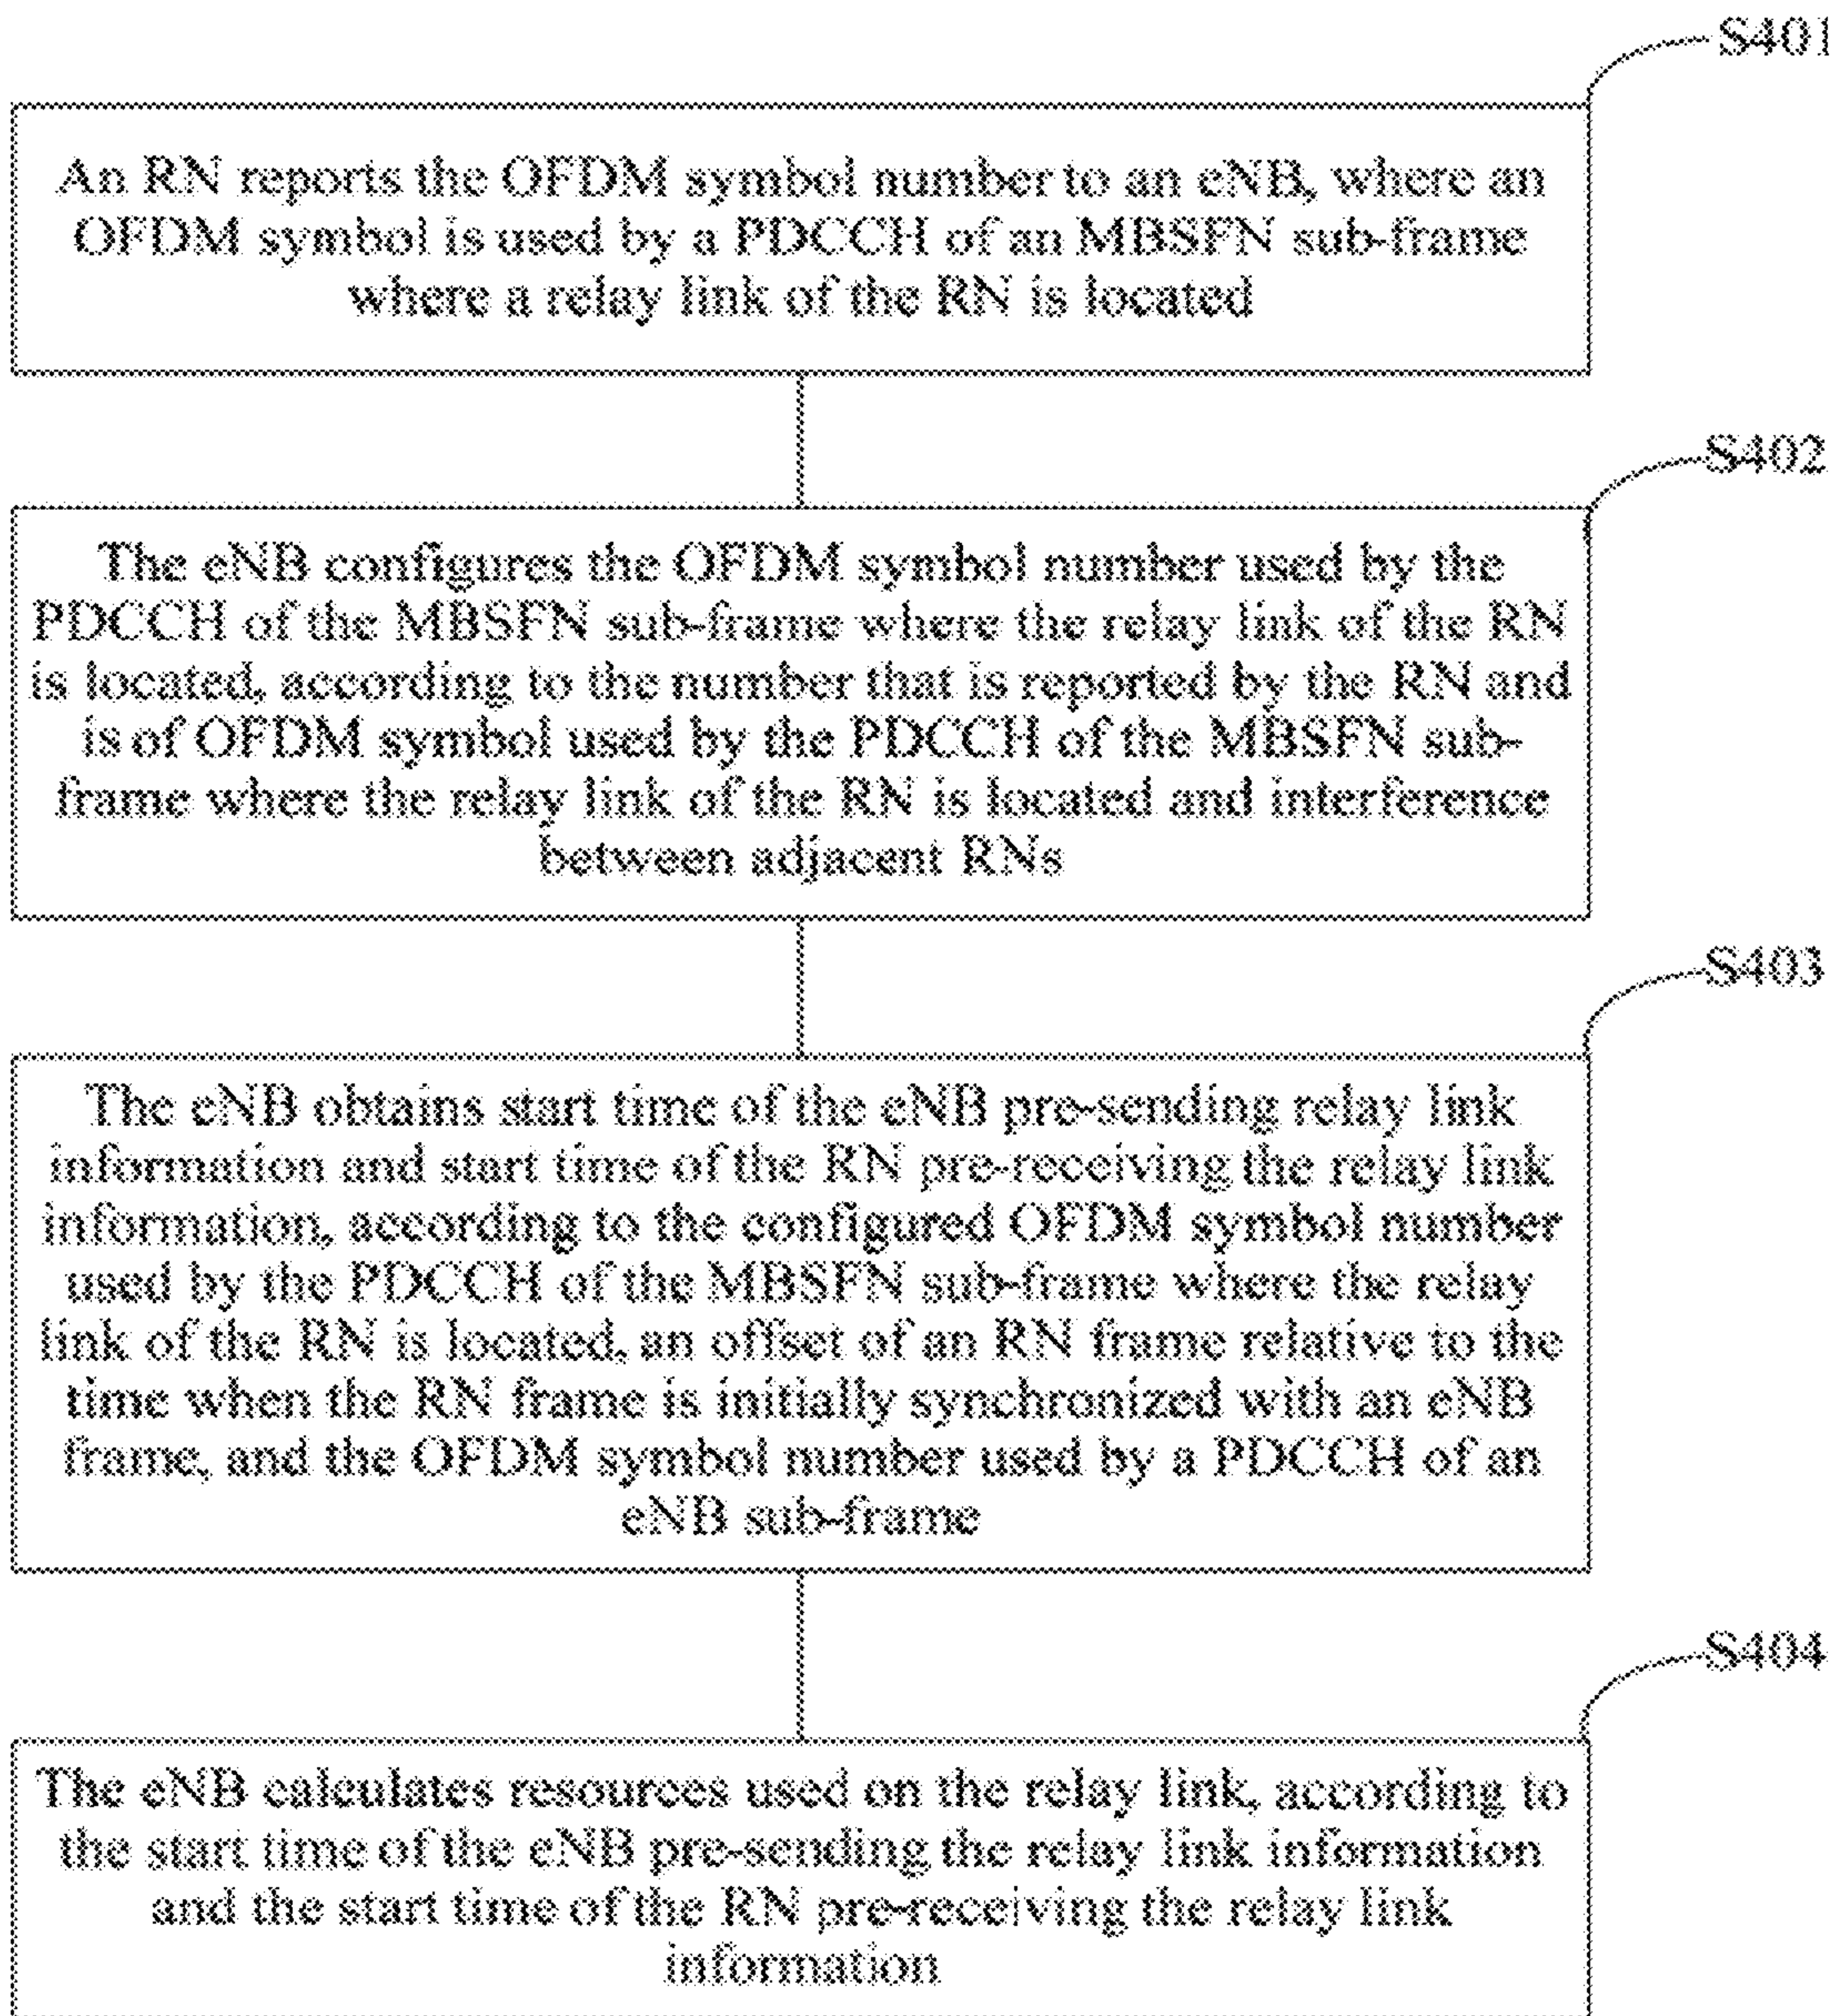 S401
An RN reports the OFDM symbol number to an eNB, where an
OFDM symbol is used by a PDCCH of an MBSFN sub-frame
where a relay link of the RN is located
S402
The eNB configures the OFDM symbol number used by the
PDCCH of the MBSFN sub-frame where the relay link of the RN
is located, according to the number that is reported by the RN and
is of OFDM symbol used by the PDCCH of the MBSFN sub-
frame where the relay link of the RN is located and interference
between adjacent RNs
S403
The eNB obtains start time of the eNB pre-sending relay link
information and start time of the RN pre-receiving the relay link
information, according to the configured OFDM symbol number
used by the PDCCH of the MBSFN sub-frame where the relay
link of the RN is located, an offset of an RN frame relative to the
time when the RN frame is initially synchronized with an eNB
frame, and the OFDM symbol number used by a PDCCH of an
eNB sub-frame
S404
The eNB calculates resources used on the relay link, according to
the start time of the eNB pre-sending the relay link information
and the start time of the RN pre-receiving the relay link
information